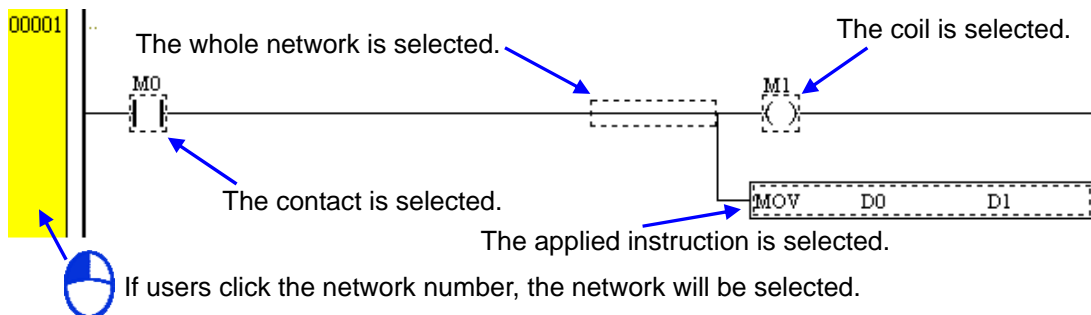 00001
The whole network is selected.
The coil is selected.
M0
M1
The contact is selected.
MOV D0 D1
The applied instruction is selected.
If users click the network number, the network will be selected.